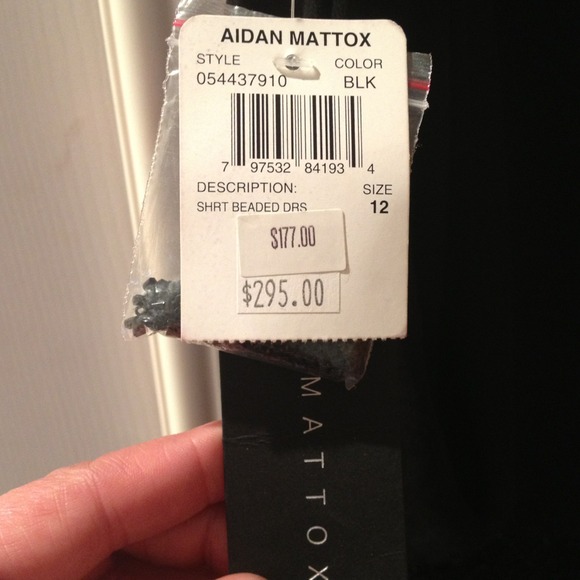 AIDAN MATTOX
STYLE COLOR
054437910 BLK
7 97532 84193 4
DESCRIPTION: SIZE
SHRT BEADED DRS 12
$177.00
$295.00
MATTOX